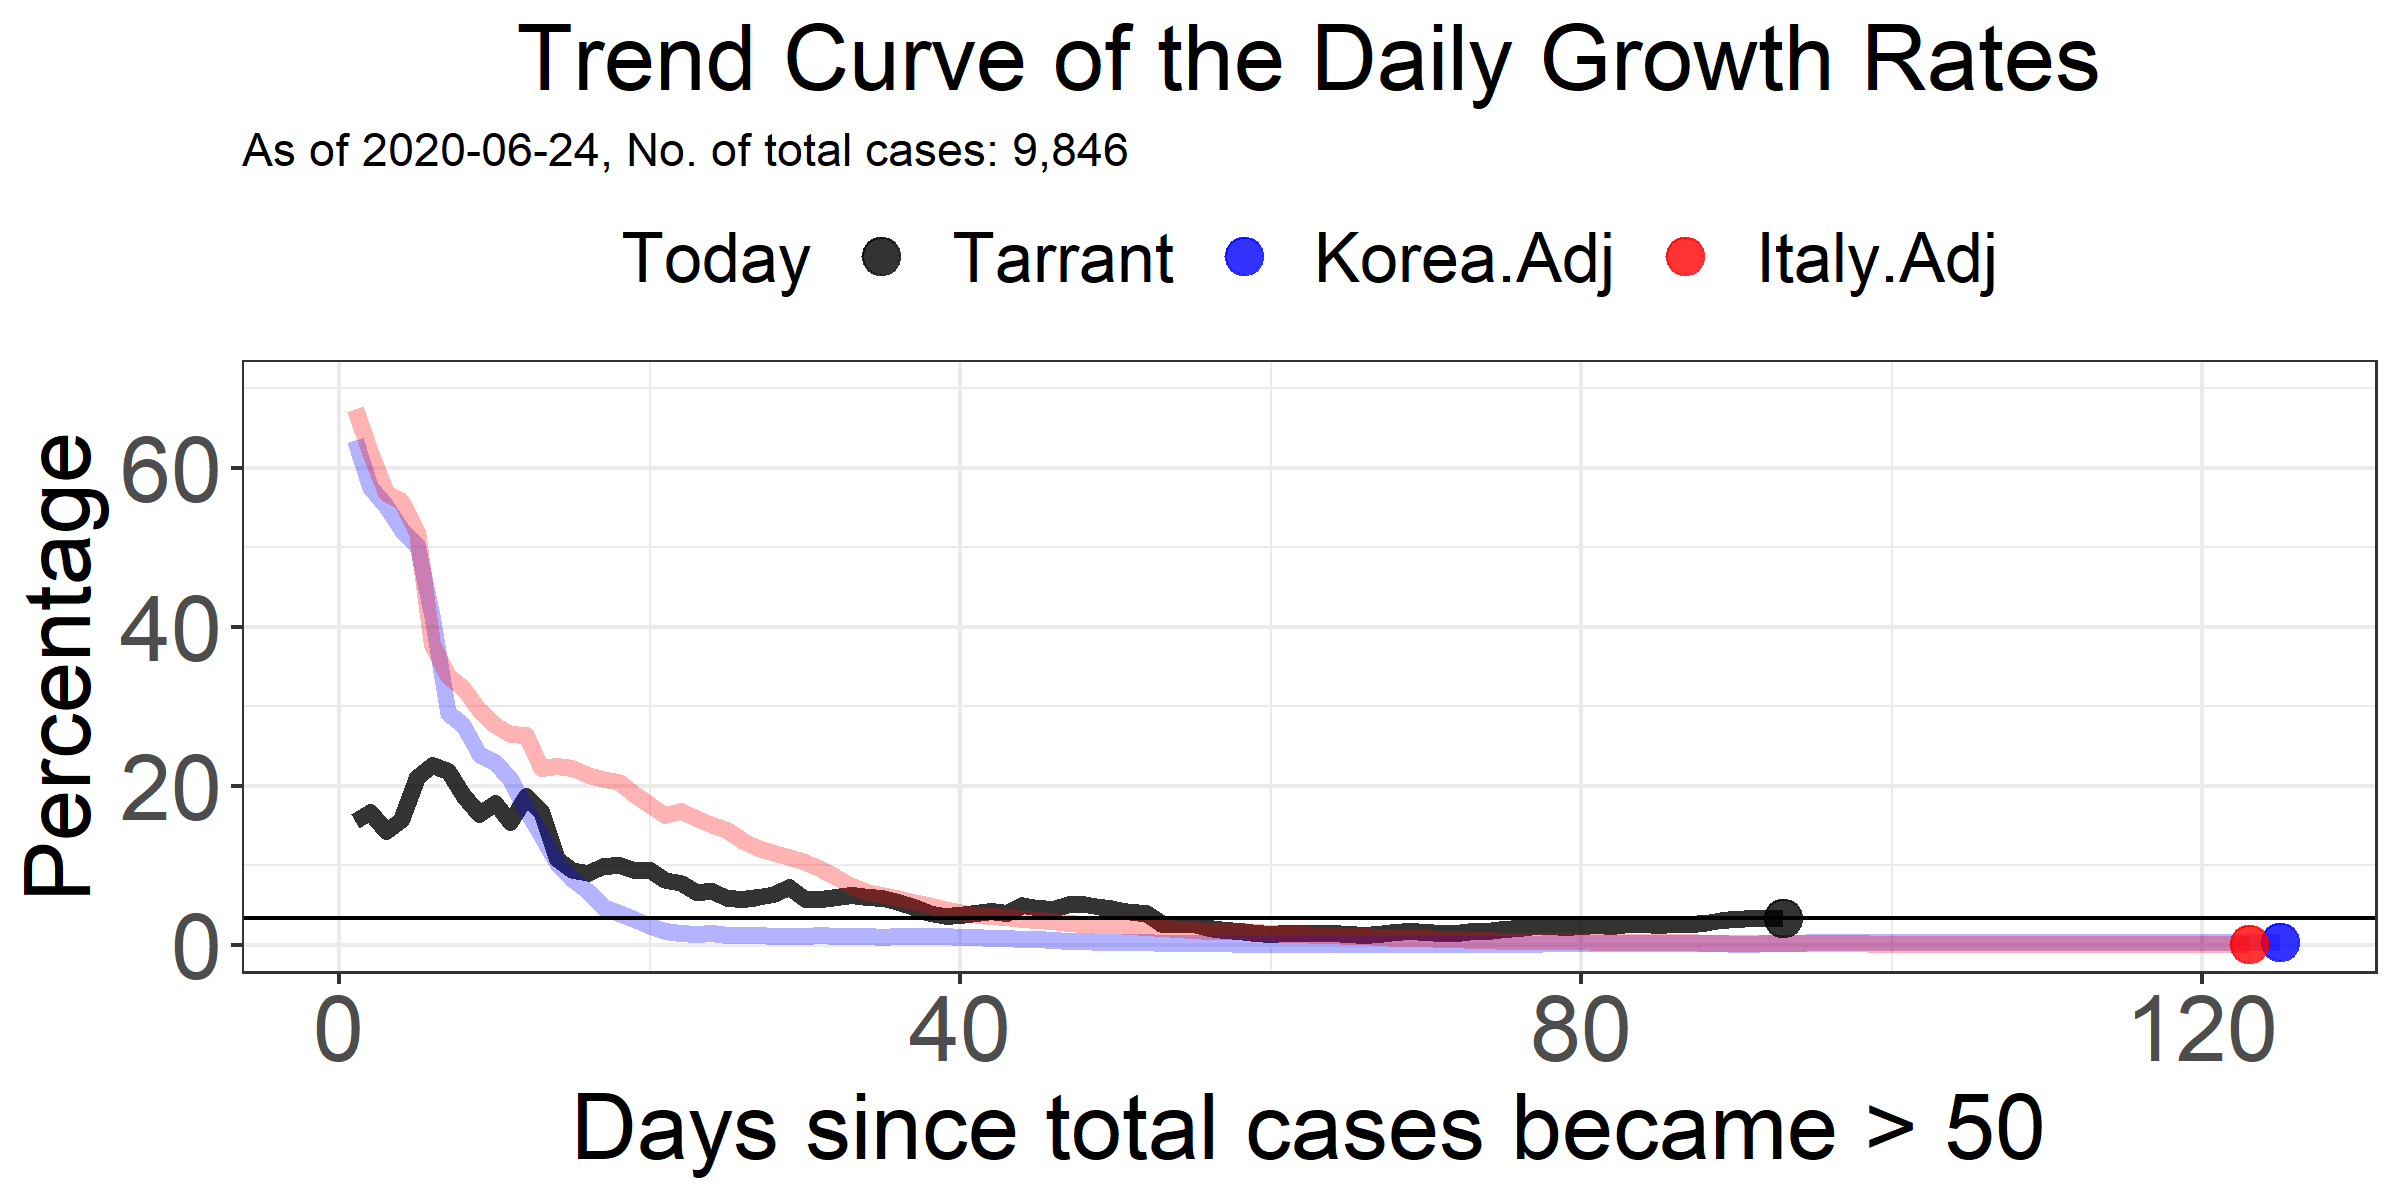 Trend Curve of the Daily Growth Rates
As of 2020-06-24, No. of total cases: 9,846
Today Tarrant Korea.Adj Italy.Adj
Percentage
60
40
20
0
0 40 80 120
Days since total cases became > 50